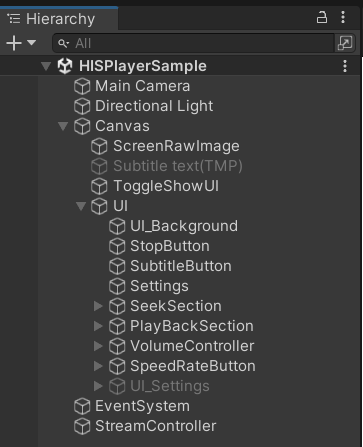 Hierarchy
All
HISPlayerSample
Main Camera
Directional Light
Canvas
ScreenRawImage
Subtitle text(TMP)
ToggleShowUI
UI
UI_Background
StopButton
SubtitleButton
Settings
SeekSection
PlayBackSection
VolumeController
SpeedRateButton
UI_Settings
EventSystem
StreamController